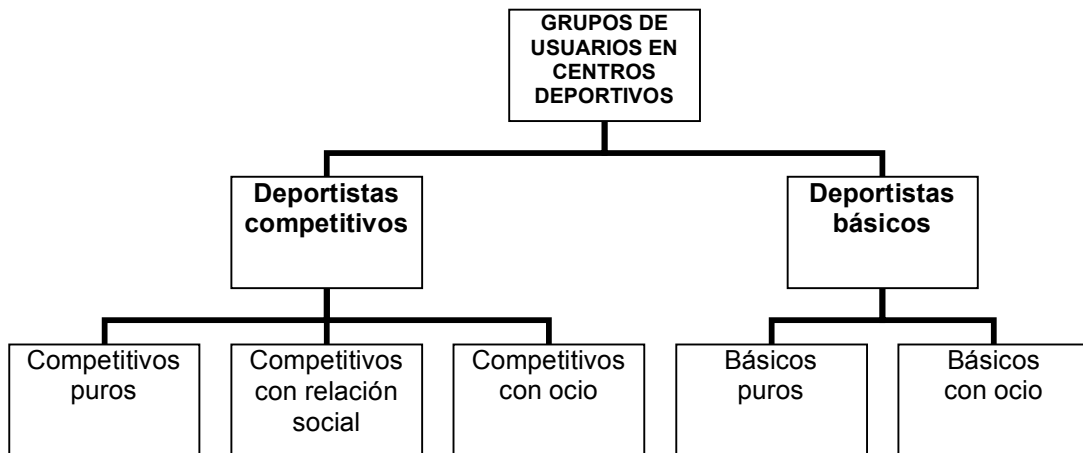 GRUPOS DE
USUARIOS EN
CENTROS
DEPORTIVOS
Deportistas
competitivos
Deportistas
básicos
Competitivos
puros
Competitivos
con relación
social
Competitivos
con ocio
Básicos
puros
Básicos
con ocio